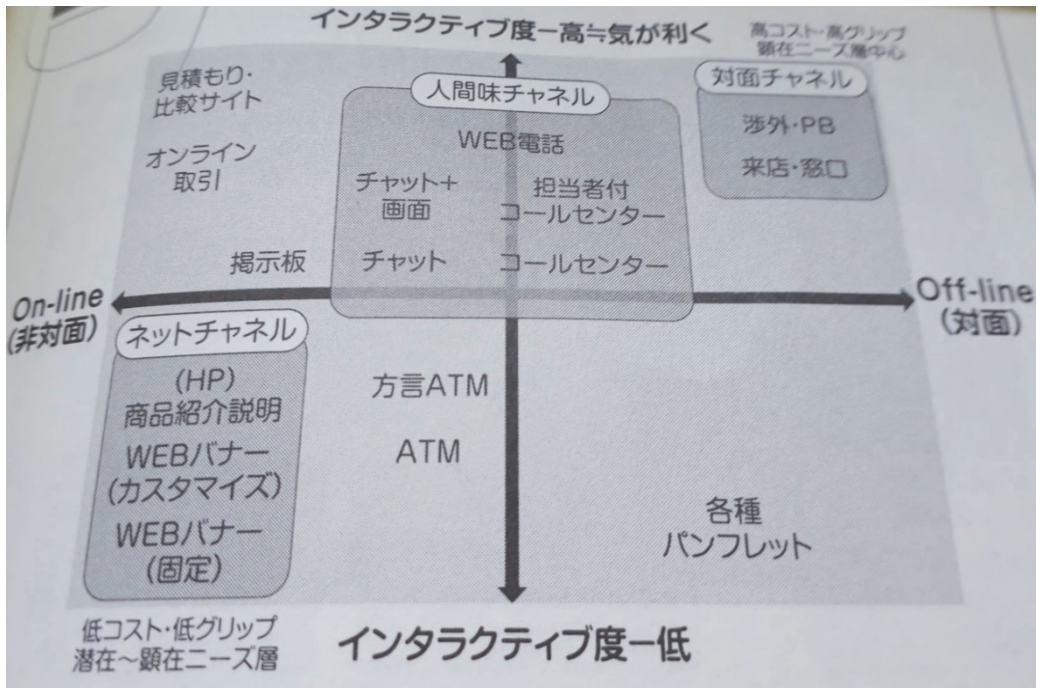 インタラクティブ度ー高≒気が利く
高コスト・高グリップ
顕在ニーズ層中心
見積もり・
比較サイト
オンライン
取引
掲示板
人間味チャネル
WEB電話
チャット+
画面
担当者付
コールセンター
チャット
コールセンター
対面チャネル
渉外・PB
来店・窓口
On-line
(非対面)
Off-line
(対面)
ネットチャネル
(HP)
商品紹介説明
WEBバナー
(カスタマイズ)
WEBバナー
(固定)
方言ATM
ATM
各種
パンフレット
低コスト・低グリップ
潜在~顕在ニーズ層
インタラクティブ度ー低